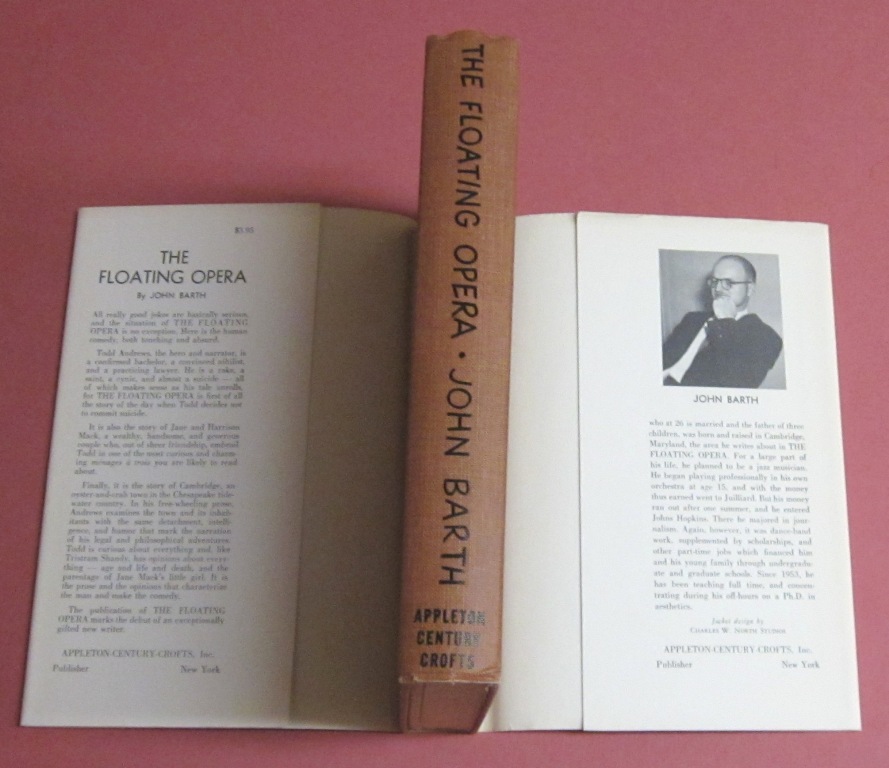 $3.95
THE
FLOATING OPERA
By JOHN BARTH
All really good jokes are basically serious,
and the situation of THE FLOATING
OPERA is no exception. Here is the human
comedy, both touching and absurd.
Todd Andrews, the hero and narrator, is
a confirmed bachelor, a convinced nihilist,
and a practicing lawyer. He is a rake, a
saint, a cynic, and almost a suicide — all
of which makes sense as his tale unrolls,
for THE FLOATING OPERA is first of all
the story of the day when Todd decides not
to commit suicide.
It is also the story of Jane and Harrison
Mack, a wealthy, handsome, and generous
couple who, out of sheer friendship, embroil
Todd in one of the most curious and charm-
ing menages à trois you are likely to read
about.
Finally, it is the story of Cambridge, an
oyster-and-crab town in the Chesapeake tide-
water country. In his free-wheeling prose,
Andrews examines the town and its inhab-
itants with the same detachment, intelli-
gence, and humor that mark the narration
of his legal and philosophical adventures.
Todd is curious about everything and, like
Tristram Shandy, has opinions about every-
thing — age and life and death, and the
parentage of Jane Mack's little girl. It is
the prose and the opinions that characterize
the man and make the comedy.
The publication of THE FLOATING
OPERA marks the debut of an exceptionally
gifted new writer.
APPLETON-CENTURY-CROFTS, Inc.
Publisher New York
THE FLOATING OPERA • JOHN BARTH
APPLETON
CENTURY
CROFTS
JOHN BARTH
who at 26 is married and the father of three
children, was born and raised in Cambridge,
Maryland, the area he writes about in THE
FLOATING OPERA. For a large part of
his life, he planned to be a jazz musician.
He began playing professionally in his own
orchestra at age 15, and with the money
thus earned went to Juilliard. But his money
ran out after one summer, and he entered
Johns Hopkins. There he majored in jour-
nalism. Again, however, it was dance-band
work, supplemented by scholarships, and
other part-time jobs which financed him
and his young family through undergradu-
ate and graduate schools. Since 1953, he
has been teaching full time, and concen-
trating during his off-hours on a Ph.D. in
aesthetics.
Jacket design by
CHARLES W. NORTH STUDIOS
APPLETON-CENTURY-CROFTS, Inc.
Publisher New York